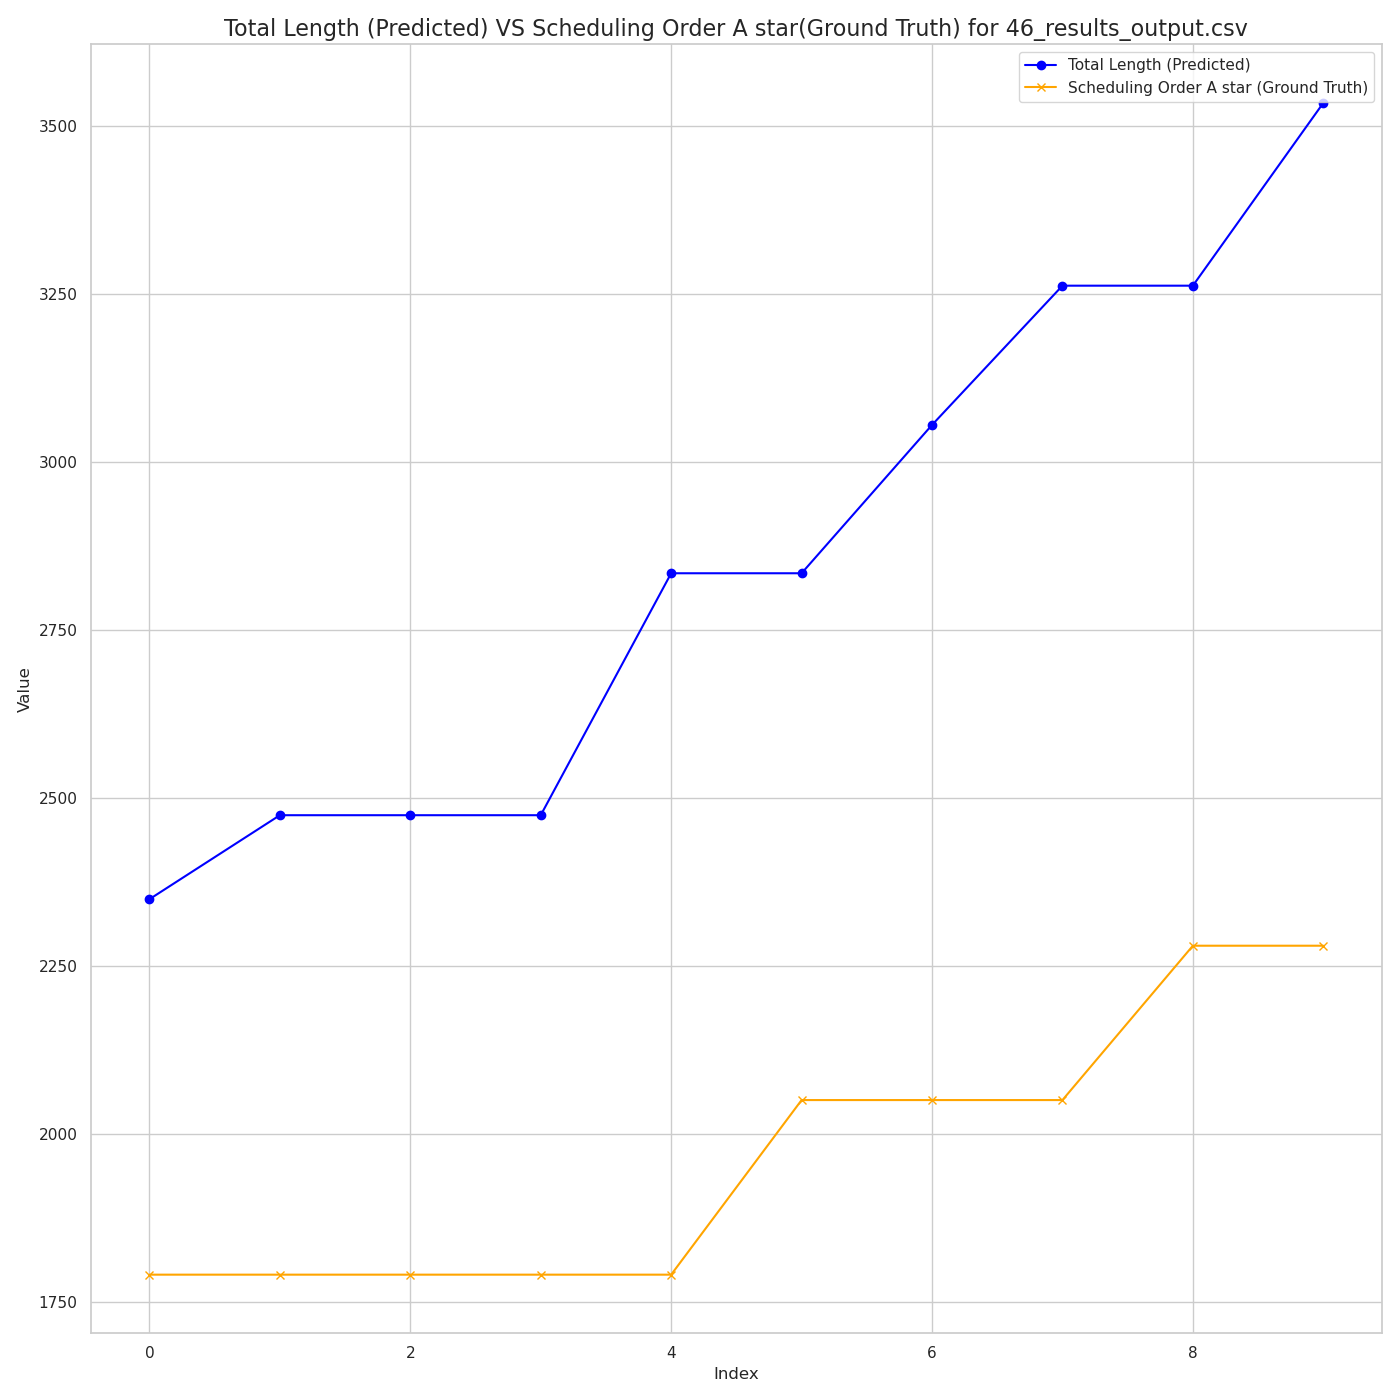 Total Length (Predicted) VS Scheduling Order A star(Ground Truth) for 46_results_output.csv
Total Length (Predicted)
Scheduling Order A star (Ground Truth)
3500
3250
3000
2750
2500
2250
2000
1750
Value
0 2 4 6 8
Index